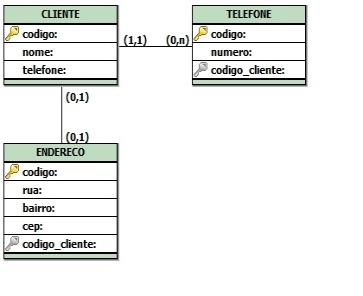 CLIENTE
codigo:
nome:
telefone:
(1,1)
(0,n)
TELEFONE
codigo:
numero:
codigo_cliente:
(0,1)
(0,1)
ENDERECO
codigo:
rua:
bairro:
cep:
codigo_cliente: